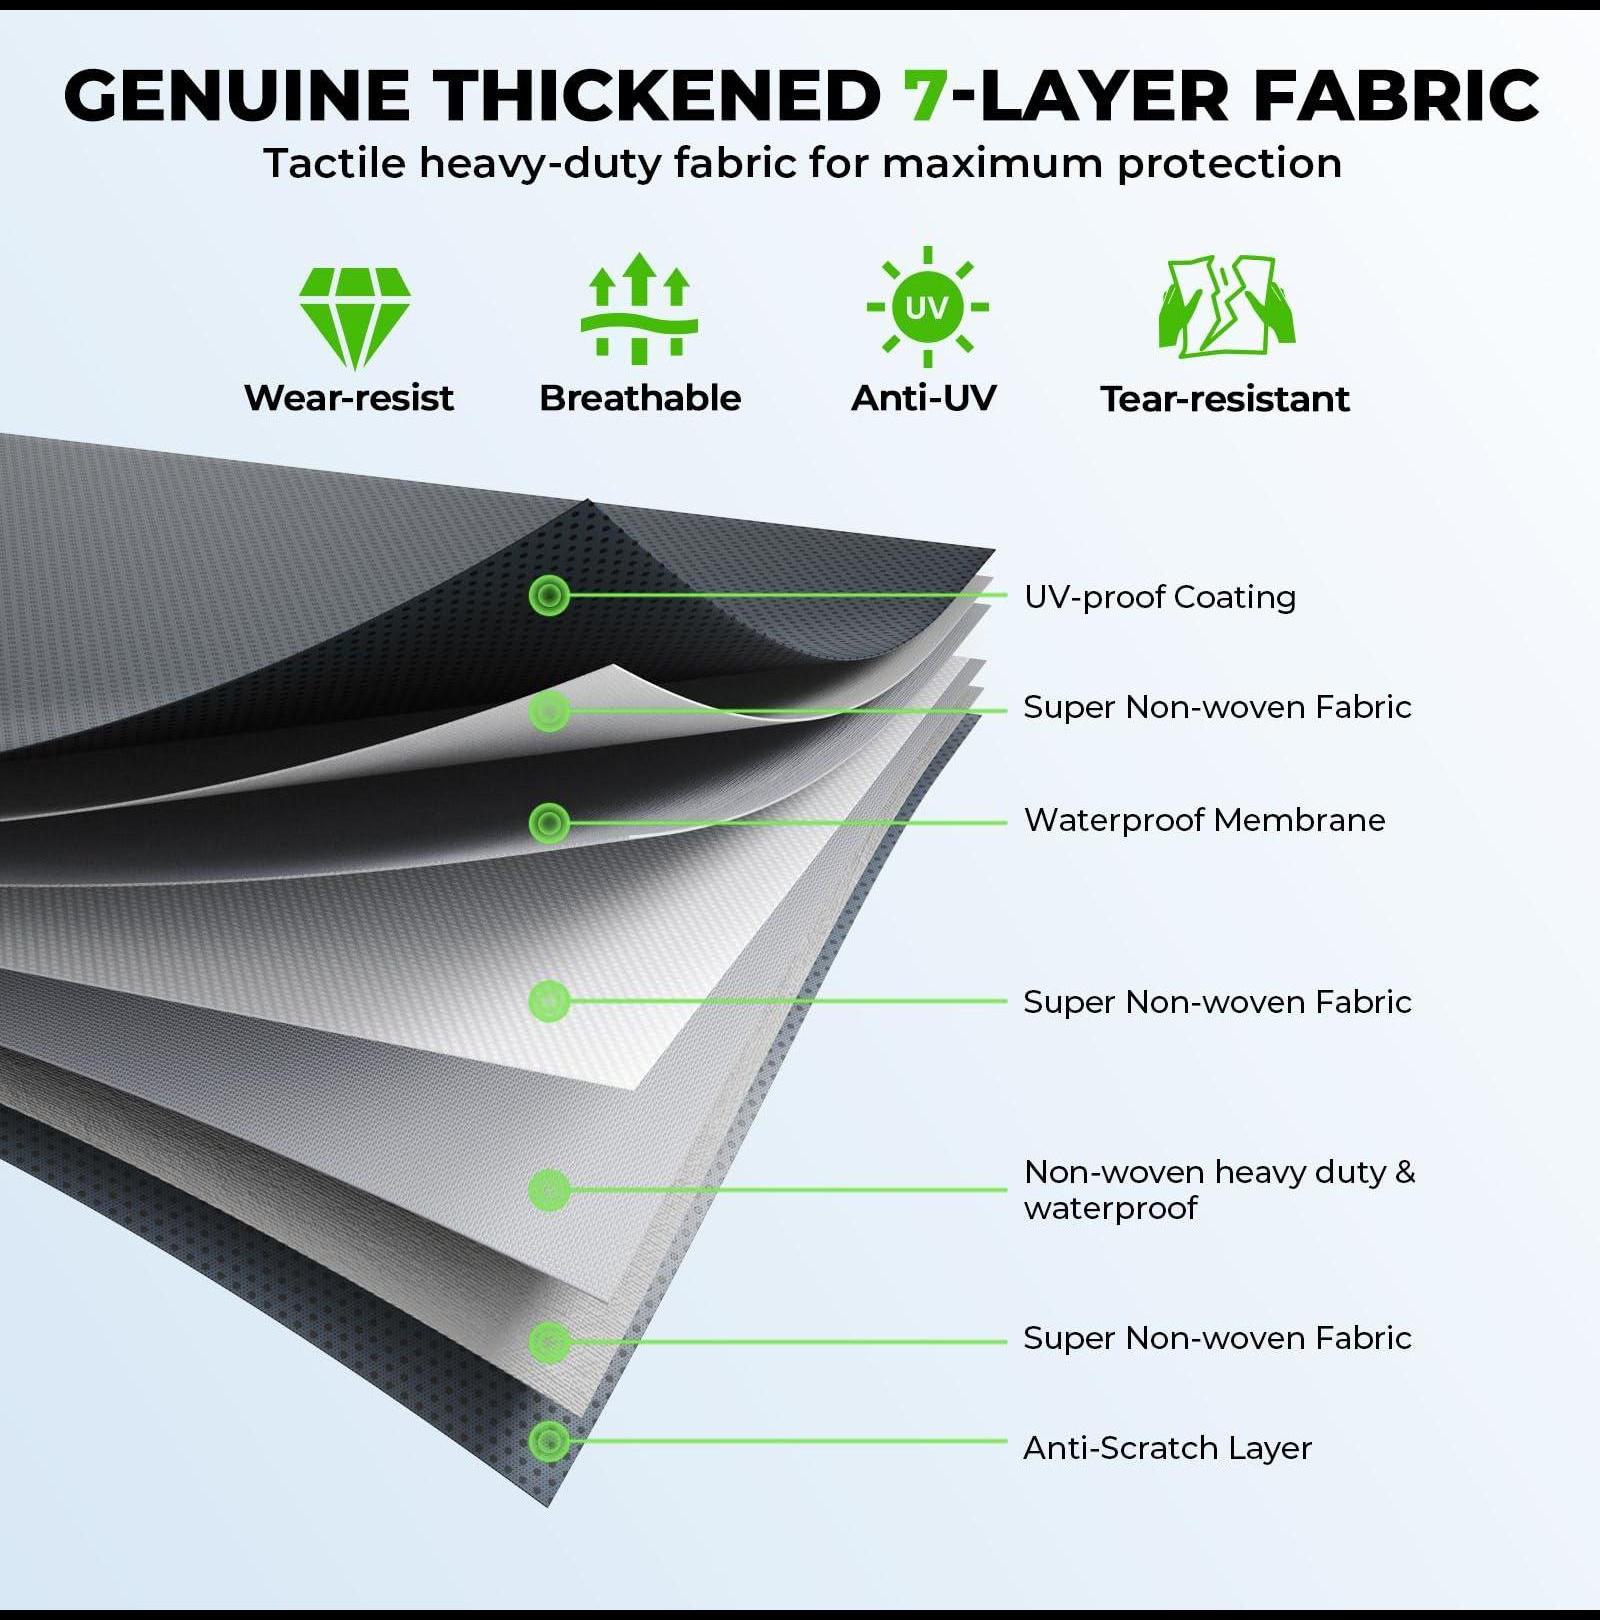 GENUINE THICKENED 7-LAYER FABRIC
Tactile heavy-duty fabric for maximum protection
UV
Wear-resist Breathable Anti-UV Tear-resistant
UV-proof Coating
Super Non-woven Fabric
Waterproof Membrane
Super Non-woven Fabric
Non-woven heavy duty &
waterproof
Super Non-woven Fabric
Anti-Scratch Layer